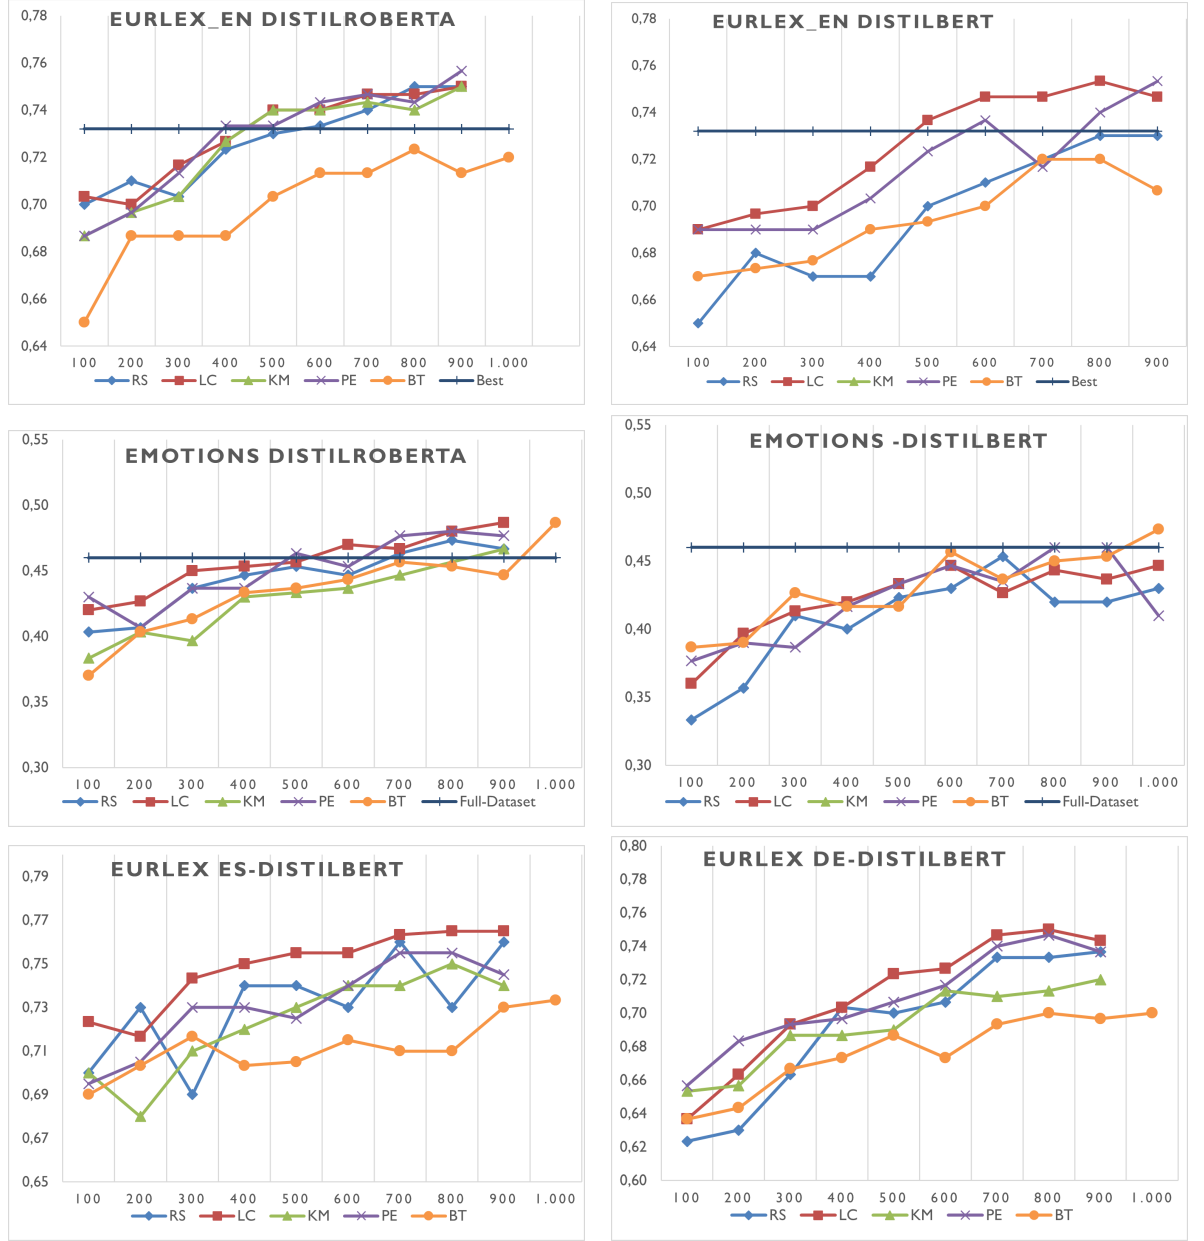 EURLEX_EN DISTILROBERTA
0,78
0,76
0,74
0,72
0,70
0,68
0,66
0,64
100 200 300 400 500 600 700 800 900 1.000
RS LC KM PE BT Best
EURLEX_EN DISTILBERT
0,78
0,76
0,74
0,72
0,70
0,68
0,66
0,64
100 200 300 400 500 600 700 800 900
RS LC KM PE BT Best
EMOTIONS DISTILROBERTA
0,55
0,50
0,45
0,40
0,35
0,30
100 200 300 400 500 600 700 800 900 1.000
RS LC KM PE BT Full-Dataset
EMOTIONS -DISTILBERT
0,55
0,50
0,45
0,40
0,35
0,30
100 200 300 400 500 600 700 800 900 1.000
RS LC KM PE BT Full-Dataset
EURLEX ES-DISTILBERT
0,79
0,77
0,75
0,73
0,71
0,69
0,67
0,65
100 200 300 400 500 600 700 800 900 1.000
RS LC KM PE BT
EURLEX DE-DISTILBERT
0,80
0,78
0,76
0,74
0,72
0,70
0,68
0,66
0,64
0,62
0,60
100 200 300 400 500 600 700 800 900 1.000
RS LC KM PE BT